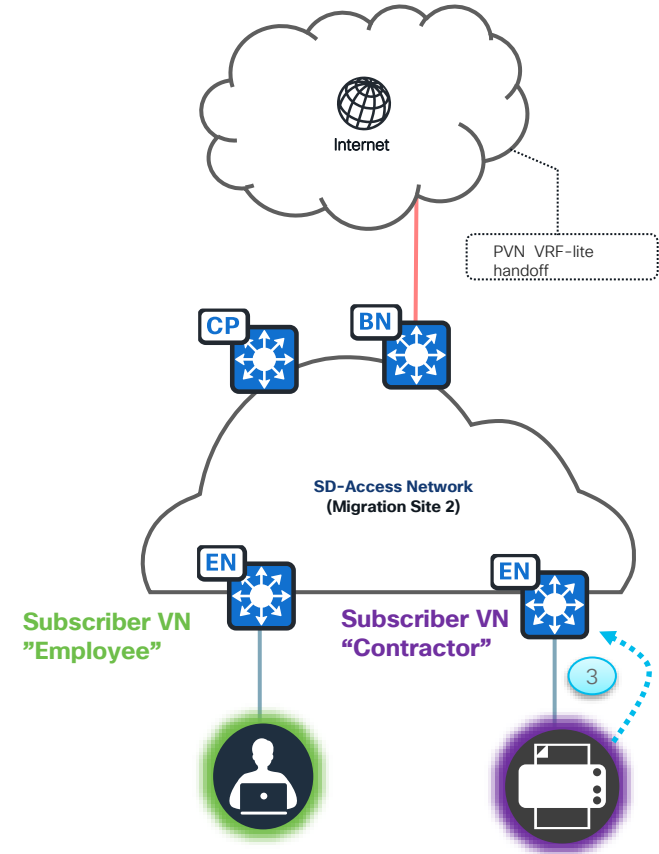 Internet
PVN VRF-lite
handoff
CP
BN
SD-Access Network
(Migration Site 2)
EN
EN
Subscriber VN
”Employee”
Subscriber VN
“Contractor”
3